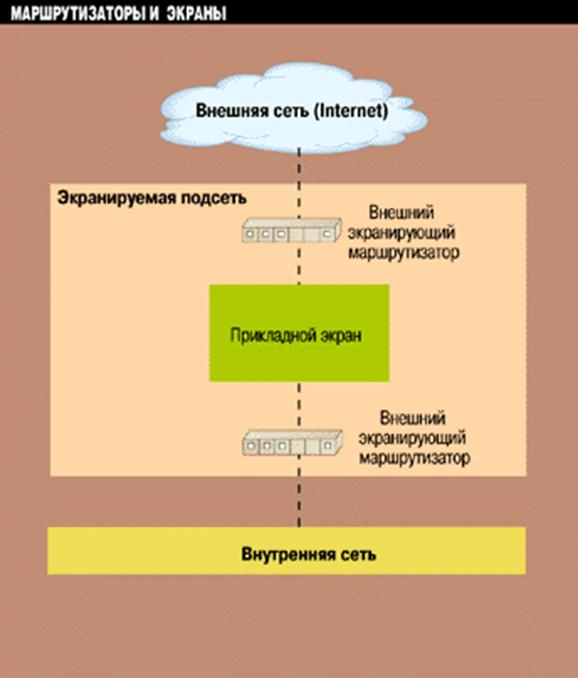 МАРШРУТИЗАТОРЫ И ЭКРАНЫ
Внешняя сеть (Internet)
Экранируемая подсеть
Внешний
экранирующий
маршрутизатор
Прикладной экран
Внешний
экранирующий
маршрутизатор
Внутренняя сеть